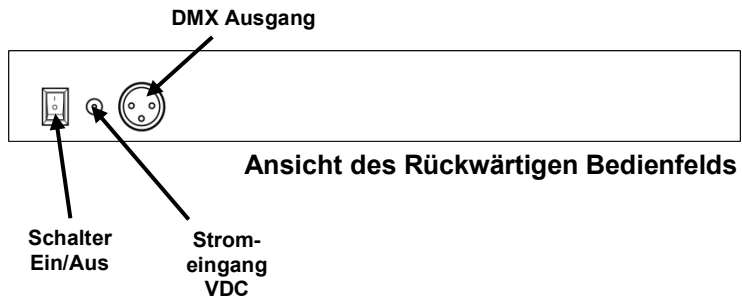 DMX Ausgang
Ansicht des Rückwärtigen Bedienfelds
Schalter
Ein/Aus
Strom-
eingang
VDC